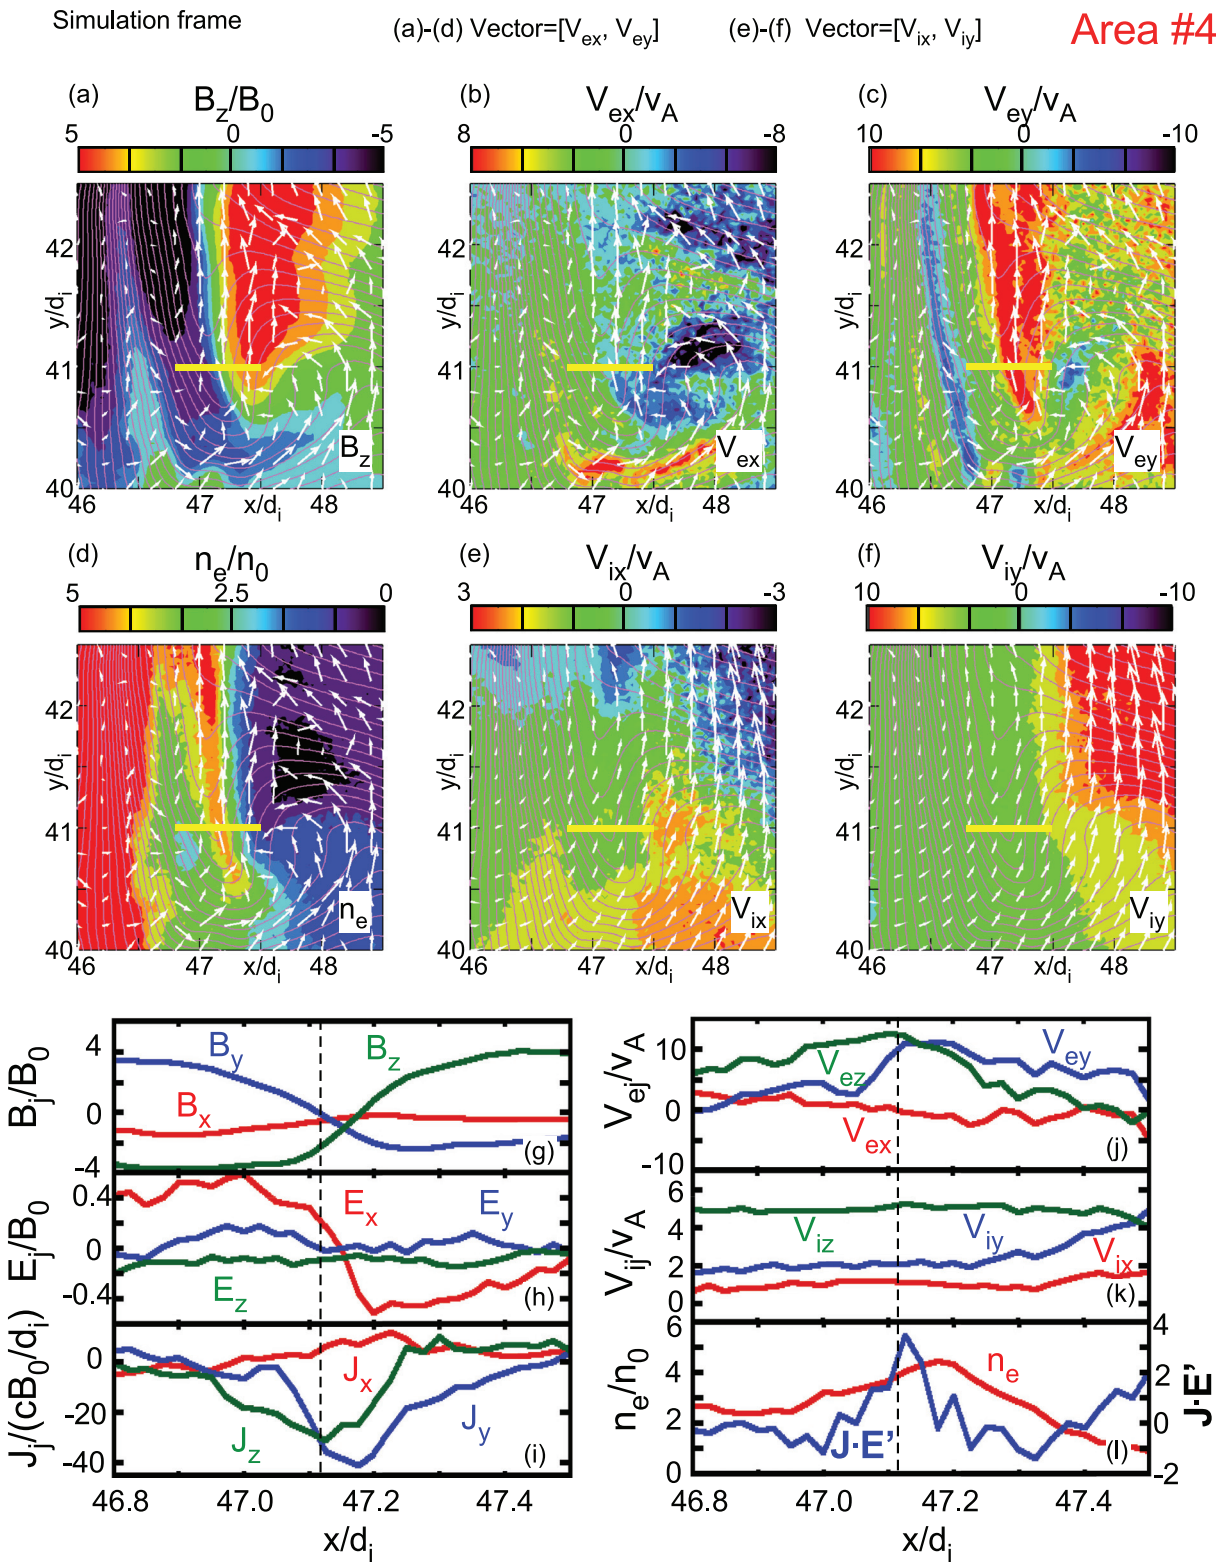 Simulation frame (a)-(d) Vector=[Vex, Vey] (e)-(f) Vector=[Vix, Viy] Area #4
(a) Bz/B0 (b) Vex/vA (c) Vey/vA
5 0 -5 8 0 -8 10 0 -10
42 42 42
y/di y/di y/di
41 41 41
Bz Vex Vey
40 40 40
46 47 x/di 48 46 47 x/di 48 46 47 x/di 48
(d) ne/n0 (e) Vix/vA (f) Viy/vA
5 2.5 0 3 0 -3 10 0 -10
42 42 42
y/di y/di y/di
41 41 41
ne Vix Viy
40 40 40
46 47 x/di 48 46 47 x/di 48 46 47 x/di 48
Bj/B0 4 0 -4 By Bz Bx (g)
Ej/B0 0.4 0 -0.4 Ex Ey Ez (h)
Jj/(cB0/di) 0 -20 -40 Jx Jz Jy (i)
46.8 47.0 47.2 47.4
x/di
Vej/vA 10 0 -10 Vez Vey Vex (j)
Vij/vA 6 4 2 0 Viz Viy Vix (k)
ne/n0 6 4 2 0 ne J·E' (l) 4 2 0 -2 J·E'
46.8 47.0 47.2 47.4
x/di